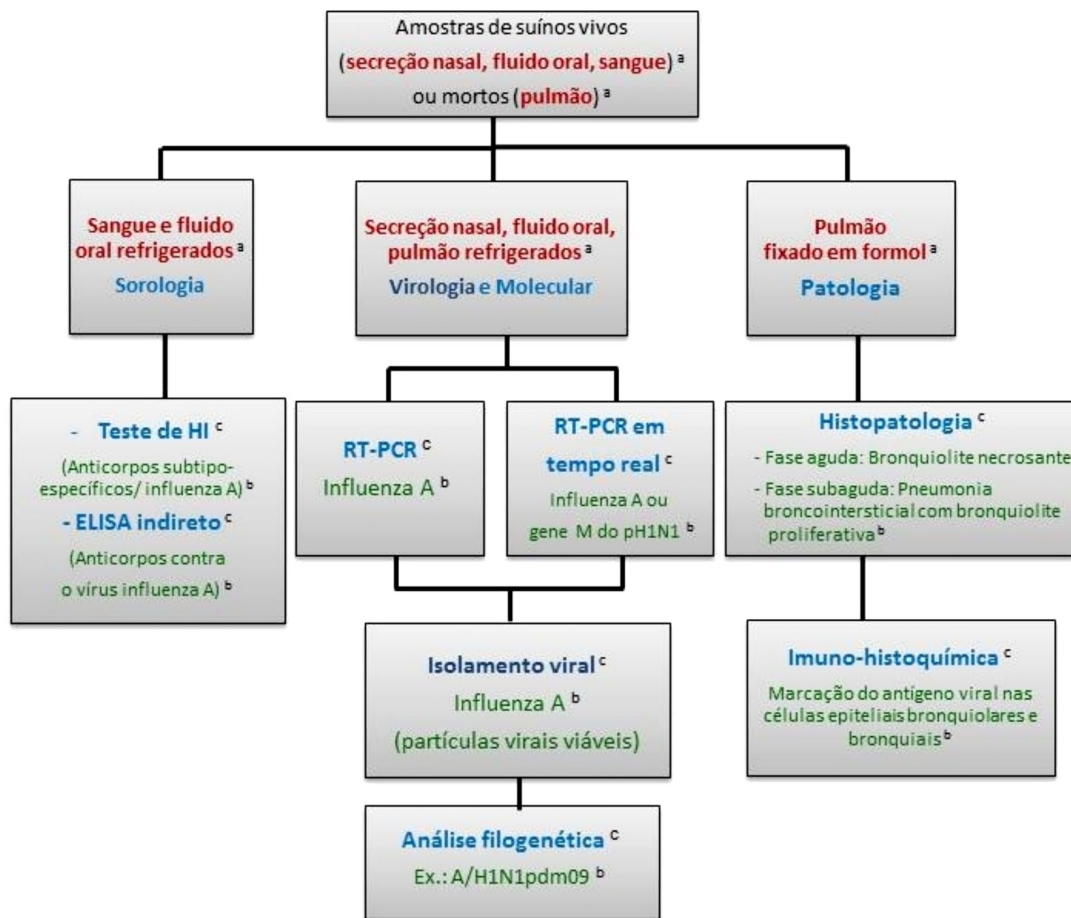 Amostras de suínos vivos
(secreção nasal, fluido oral, sangue) a
ou mortos (pulmão) a
Sangue e fluido
oral refrigerados a
Sorologia
Secreção nasal, fluido oral,
pulmão refrigerados a
Virologia e Molecular
Pulmão
fixado em formol a
Patologia
- Teste de HI c
(Anticorpos subtipo-
específicos/ influenza A) b
- ELISA indireto c
(Anticorpos contra
o vírus influenza A) b
RT-PCR c
Influenza A b
RT-PCR em
tempo real c
Influenza A ou
gene M do pH1N1 b
Histopatologia c
- Fase aguda: Bronquiolite necrosante
- Fase subaguda: Pneumonia
broncointersticial com bronquiolite
proliferativa b
Isolamento viral c
Influenza A b
(partículas virais viáveis)
Imuno-histoquímica c
Marcação do antígeno viral nas
células epiteliais bronquiolares e
bronquiais b
Análise filogenética c
Ex.: A/H1N1pdm09 b